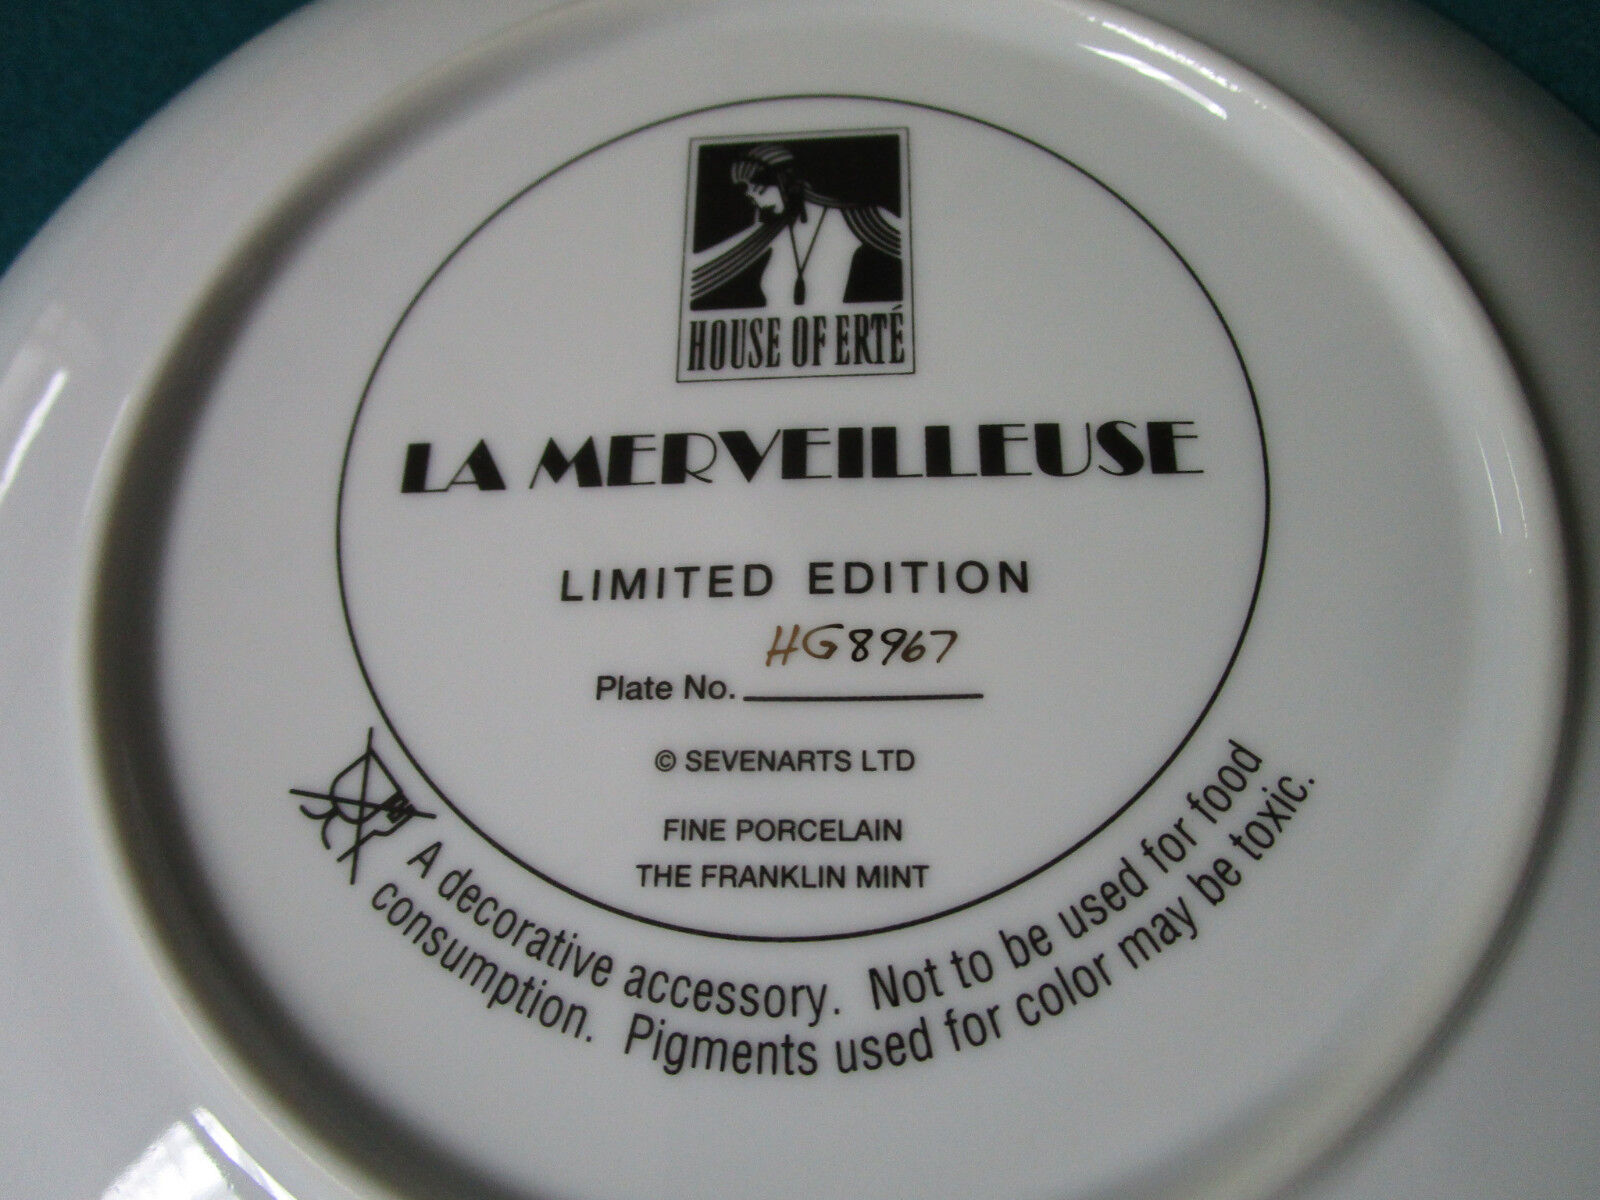 HOUSE OF ERTÉ
LA MERVEILLEUSE
LIMITED EDITION
HG8967
Plate No.
© SEVENARTS LTD
FINE PORCELAIN
THE FRANKLIN MINT
A decorative accessory. Not to be used for food
consumption. Pigments used for color may be toxic.